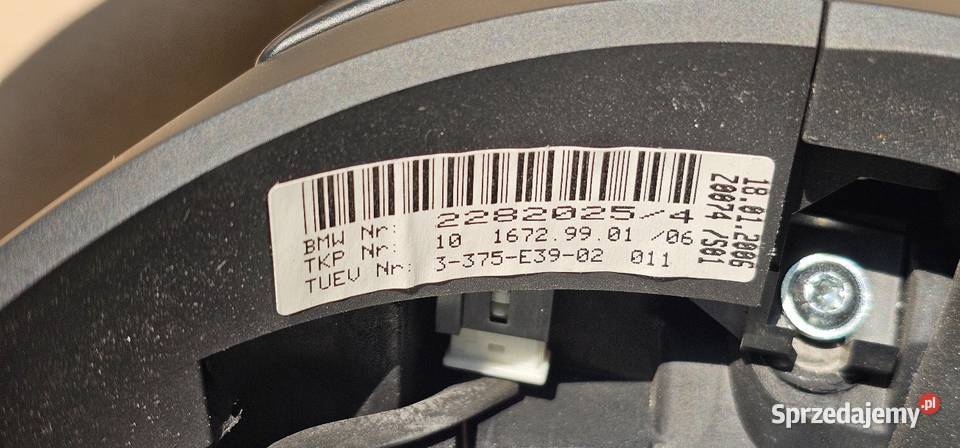 BMW Nr: 2282025/4
TKP Nr: 10 1672.99.01 /06
TUEV Nr: 3-375-E39-02 011
18.01.2006
Z0074 /S01
Sprzedajemy.pl